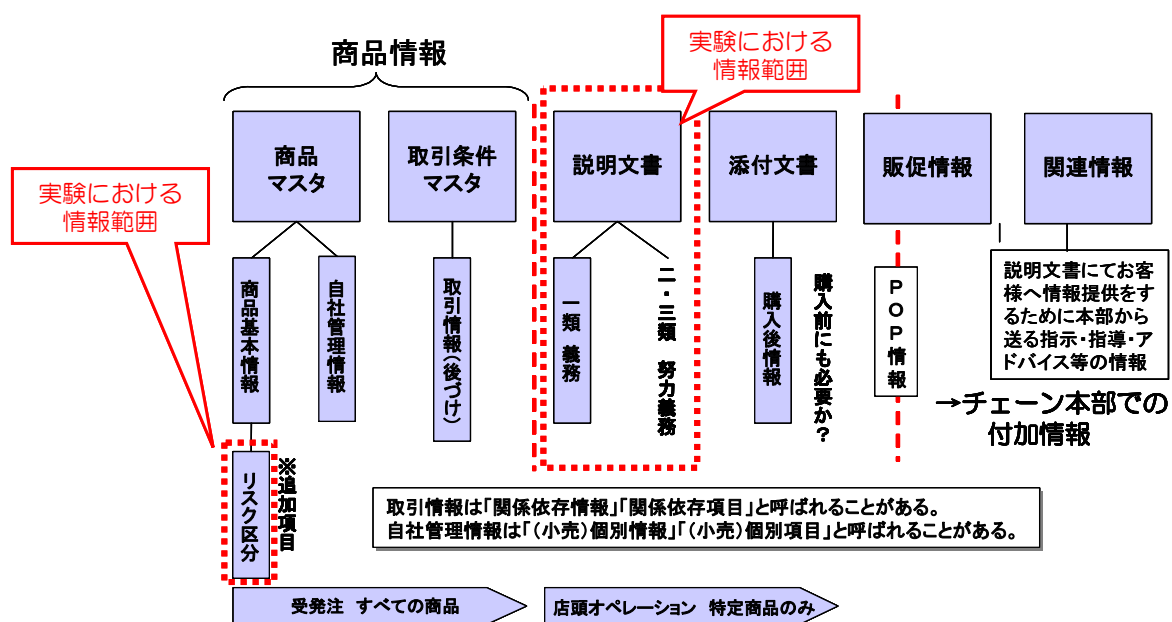 商品情報
実験における
情報範囲
商品
マスタ
取引条件
マスタ
説明文書
添付文書
販促情報
関連情報
実験における
情報範囲
商品基本情報
自社管理情報
取引情報(後づけ)
一類 義務
二・三類 努力義務
購入後情報
購入前にも必要か？
POP情報
説明文書にてお客
様へ情報提供をす
るために本部から
送る指示・指導・ア
ドバイス等の情報
→チェーン本部での
付加情報
リスク区分
※追加項目
取引情報は「関係依存情報」「関係依存項目」と呼ばれることがある。
自社管理情報は「(小売)個別情報」「(小売)個別項目」と呼ばれることがある。
受発注 すべての商品
店頭オペレーション 特定商品のみ